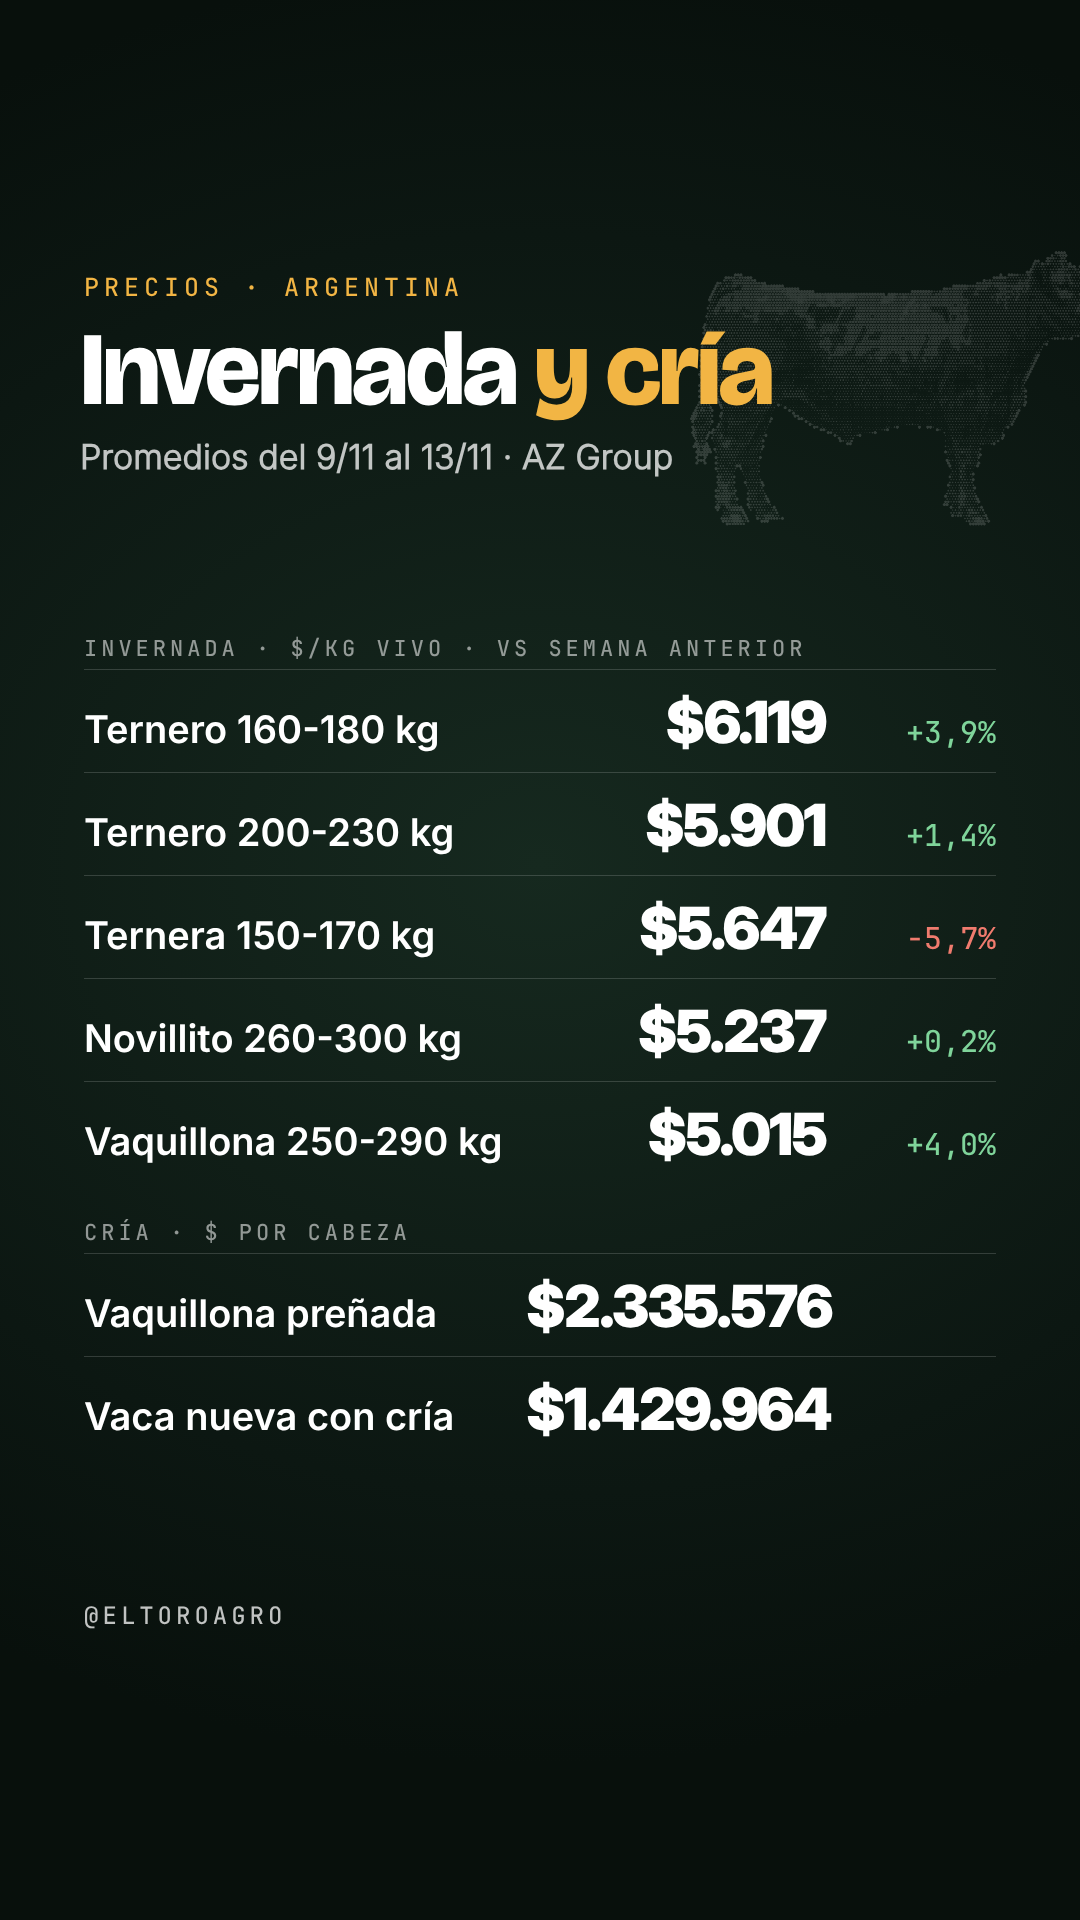 PRECIOS · ARGENTINA
Invernada y cría
Promedios del 9/11 al 13/11 · AZ Group
INVERNADA · $/KG VIVO · VS SEMANA ANTERIOR
Ternero 160-180 kg $6.119 +3,9%
Ternero 200-230 kg $5.901 +1,4%
Ternera 150-170 kg $5.647 -5,7%
Novillito 260-300 kg $5.237 +0,2%
Vaquillona 250-290 kg $5.015 +4,0%
CRÍA · $ POR CABEZA
Vaquillona preñada $2.335.576
Vaca nueva con cría $1.429.964
@ELTOROAGRO